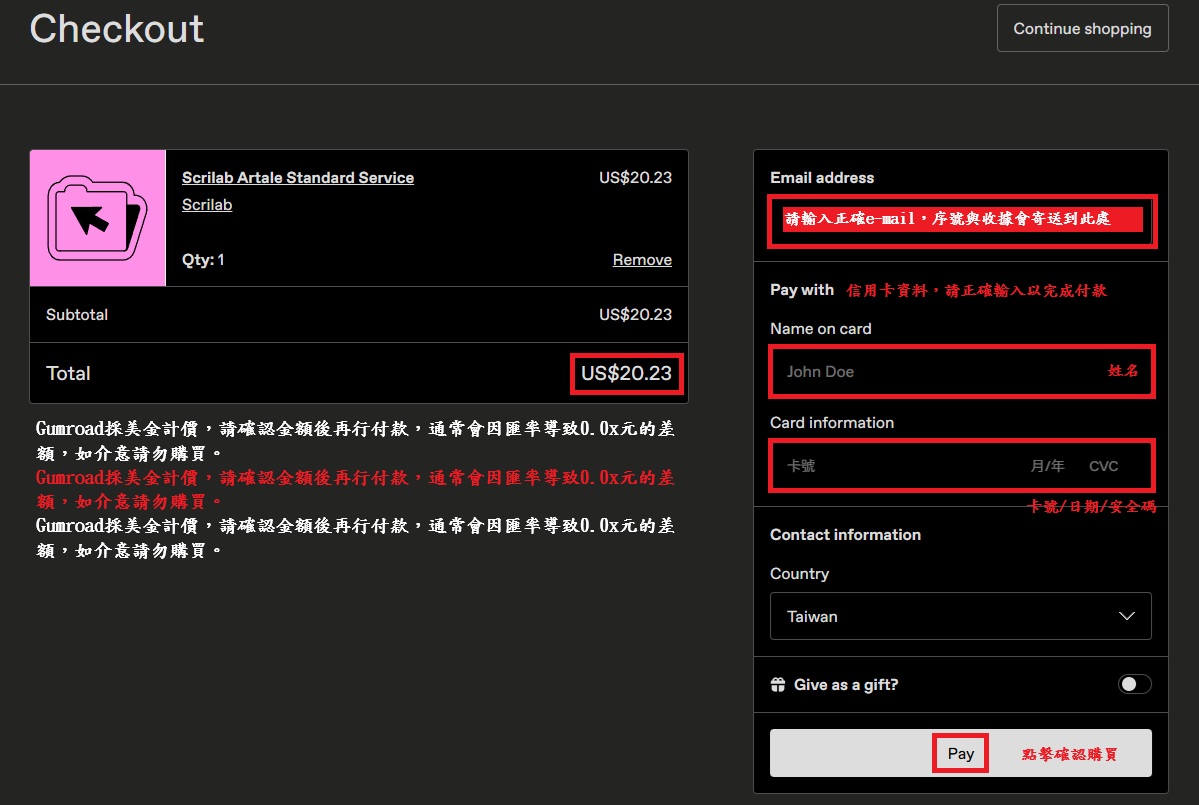 Checkout
Continue shopping
Scrilab Artale Standard Service
US$20.23
Scrilab
Qty: 1
Remove
Subtotal
US$20.23
Total
US$20.23
Gumroad採美金計價，請確認金額後再行付款，通常會因匯率導致0.0x元的差
額，如介意請勿購買。
Gumroad採美金計價，請確認金額後再行付款，通常會因匯率導致0.0x元的差
額，如介意請勿購買。
Gumroad採美金計價，請確認金額後再行付款，通常會因匯率導致0.0x元的差
額，如介意請勿購買。
Email address
請輸入正確e-mail，序號與收據會寄送到此處
Pay with 信用卡資料，請正確輸入以完成付款
Name on card
John Doe 姓名
Card information
卡號 月/年 CVC
卡號/日期/安全碼
Contact information
Country
Taiwan
Give as a gift?
Pay 點擊確認購買